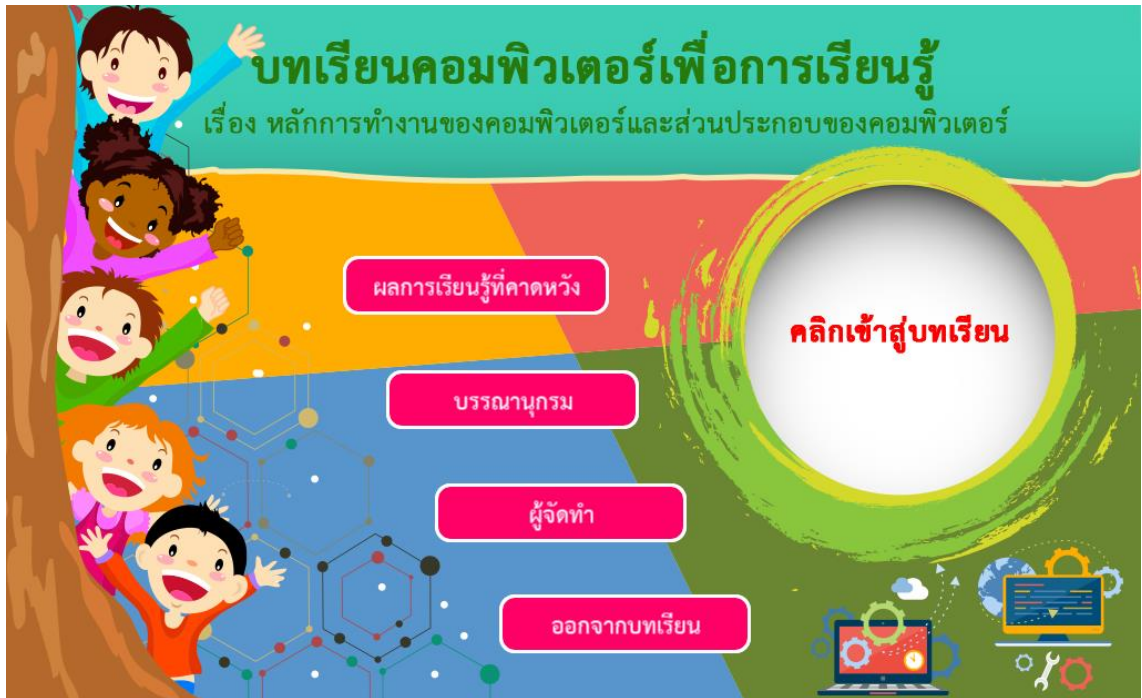 บทเรียนคอมพิวเตอร์เพื่อการเรียนรู้
เรื่อง หลักการทำงานของคอมพิวเตอร์และส่วนประกอบของคอมพิวเตอร์
ผลการเรียนรู้ที่คาดหวัง
คลิกเข้าสู่บทเรียน
บรรณานุกรม
ผู้จัดทำ
ออกจากบทเรียน